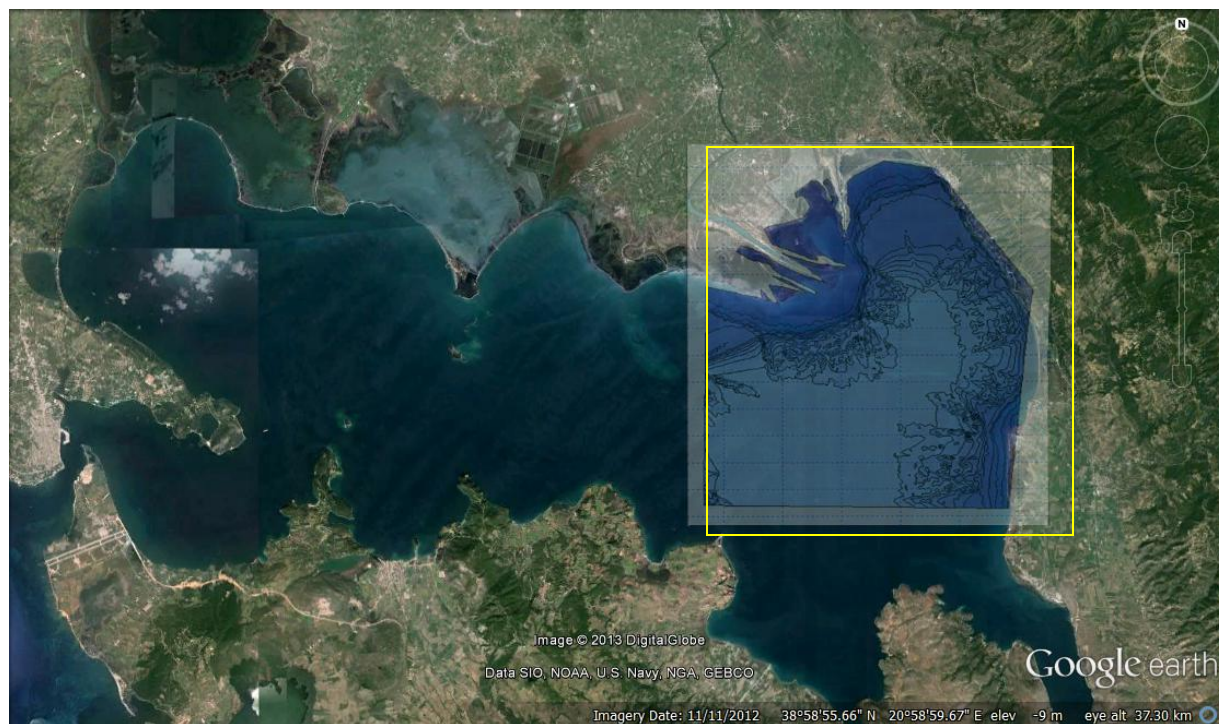 N
Image © 2013 DigitalGlobe
Data SIO, NOAA, U.S. Navy, NGA, GEBCO
Google earth
Imagery Date: 11/11/2012 38°58'55.66" N 20°58'59.67" E elev -9 m eye alt 37.30 km